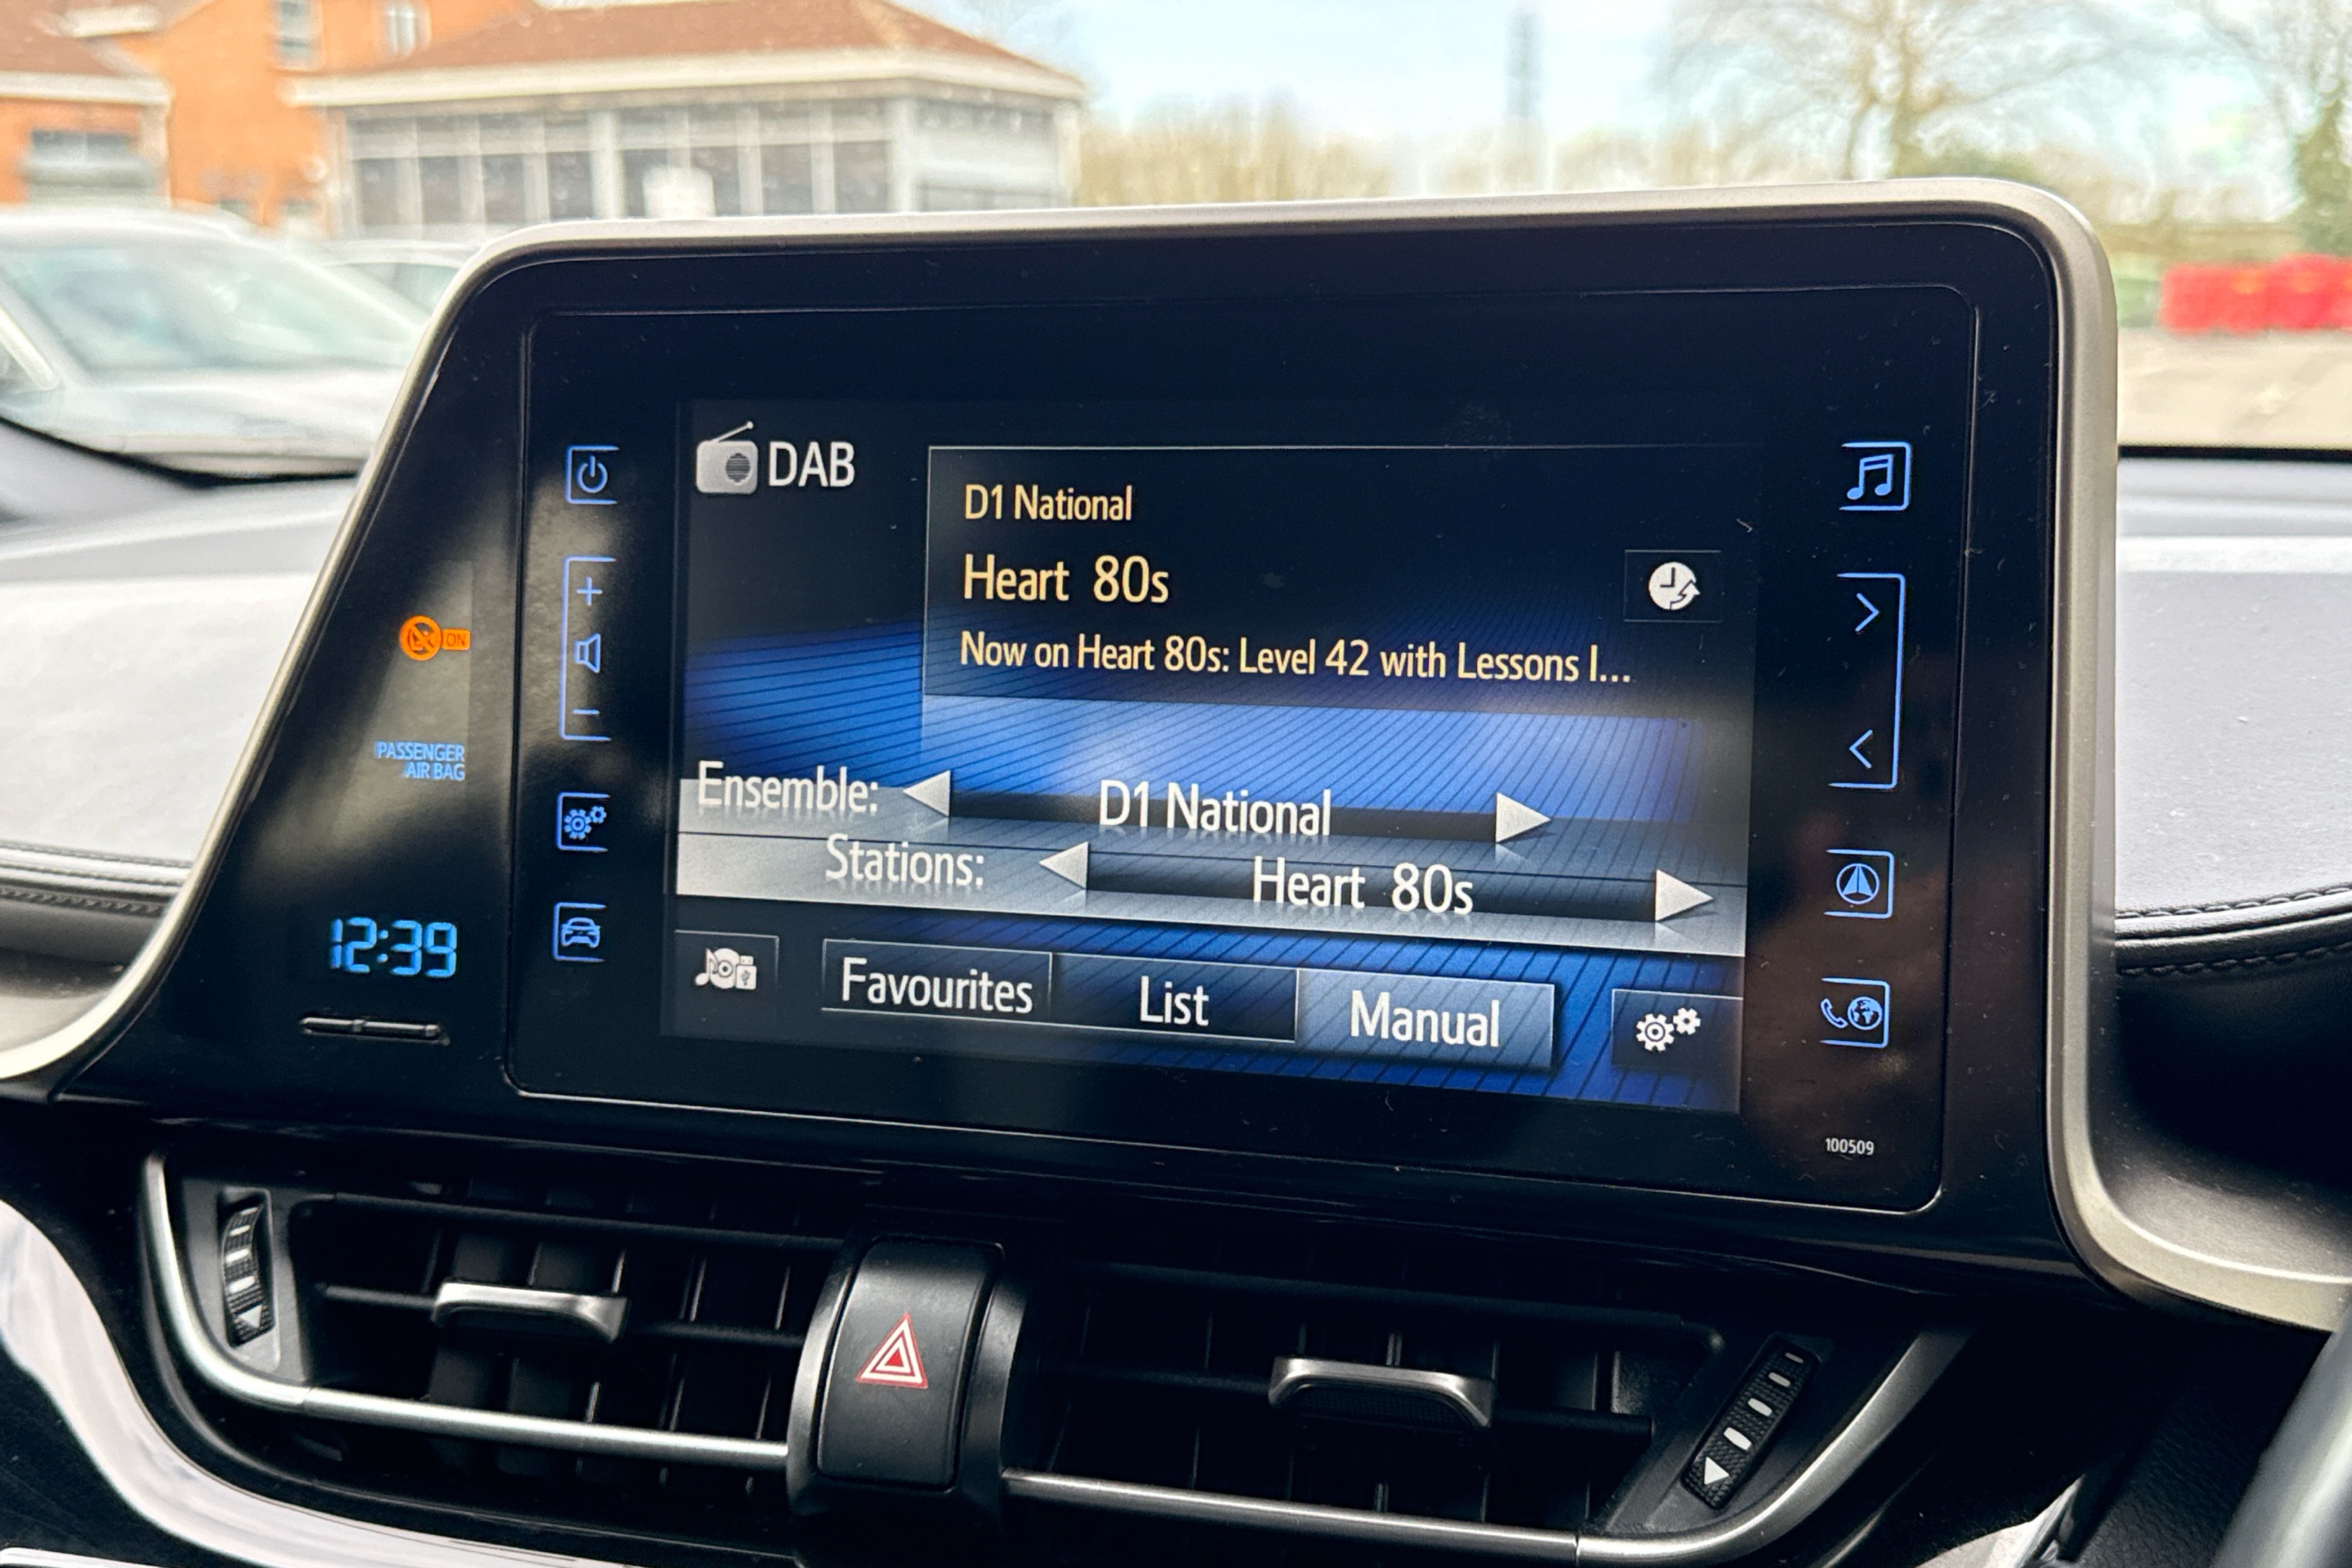 DAB
D1 National
Heart 80s
Now on Heart 80s: Level 42 with Lessons I...
ON
PASSENGER
AIR BAG
Ensemble: D1 National
Stations: Heart 80s
12:39
Favourites List Manual
100509